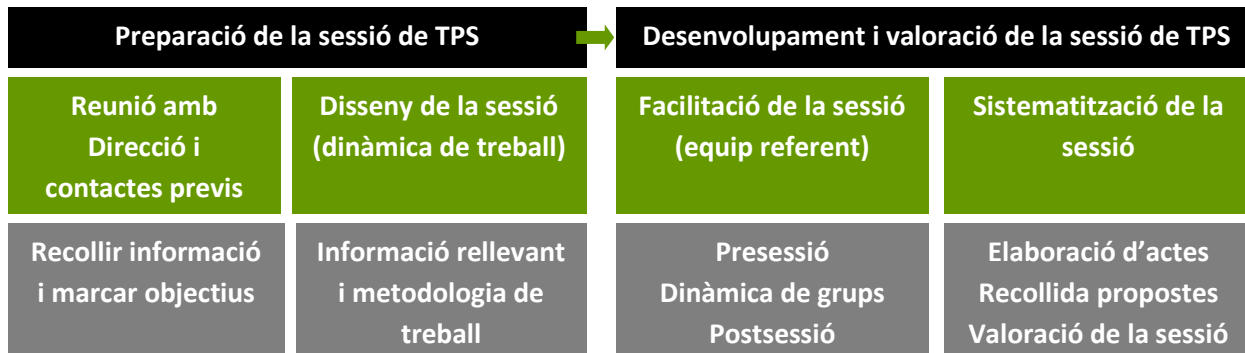 Preparació de la sessió de TPS
Desenvolupament i valoració de la sessió de TPS
Reunió amb
Direcció i
contactes previs
Disseny de la sessió
(dinàmica de treball)
Facilitació de la sessió
(equip referent)
Sistematització de la
sessió
Recollir informació
i marcar objectius
Informació rellevant
i metodologia de
treball
Presessió
Dinàmica de grups
Postsessió
Elaboració d’actes
Recollida propostes
Valoració de la sessió